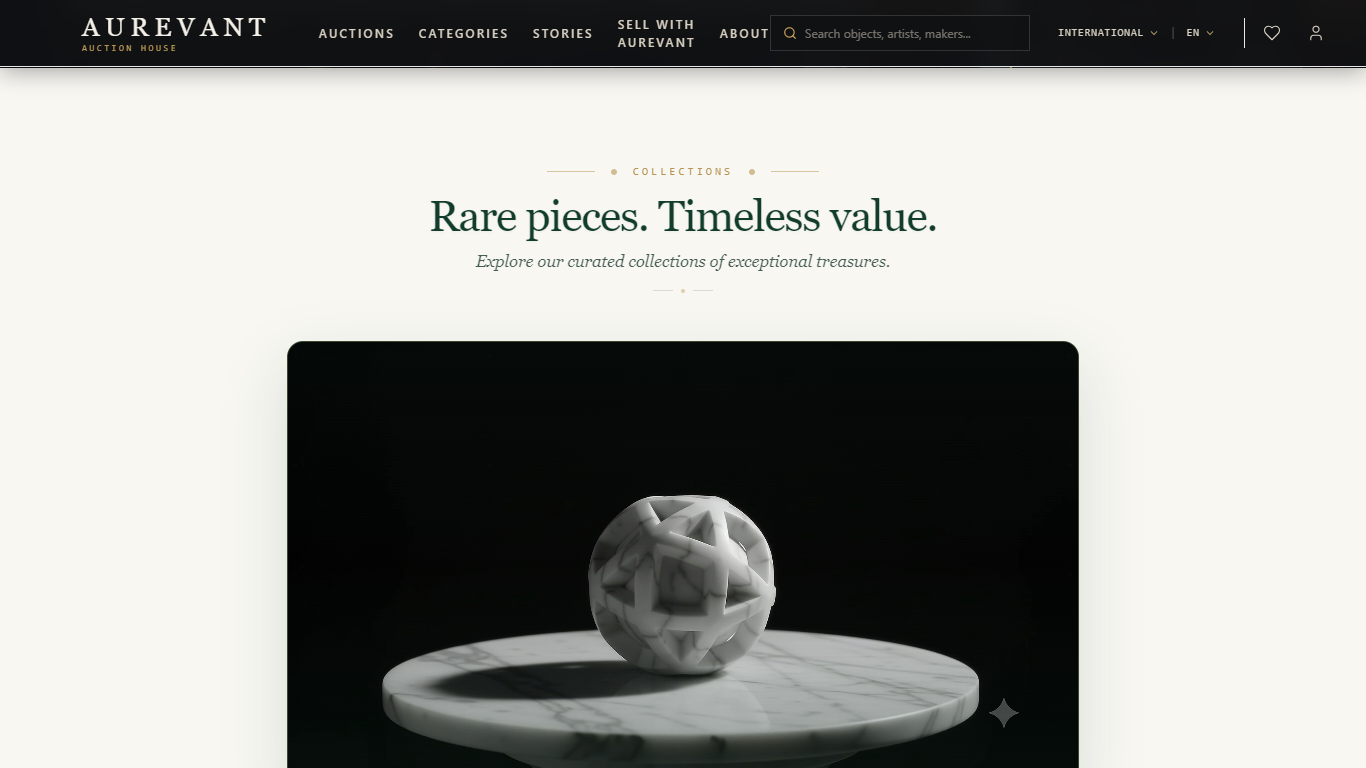 AUREVANT
AUCTION HOUSE
AUCTIONS
CATEGORIES
STORIES
SELL WITH
AUREVANT
ABOUT
Search objects, artists, makers...
INTERNATIONAL
EN
COLLECTIONS
Rare pieces. Timeless value.
Explore our curated collections of exceptional treasures.